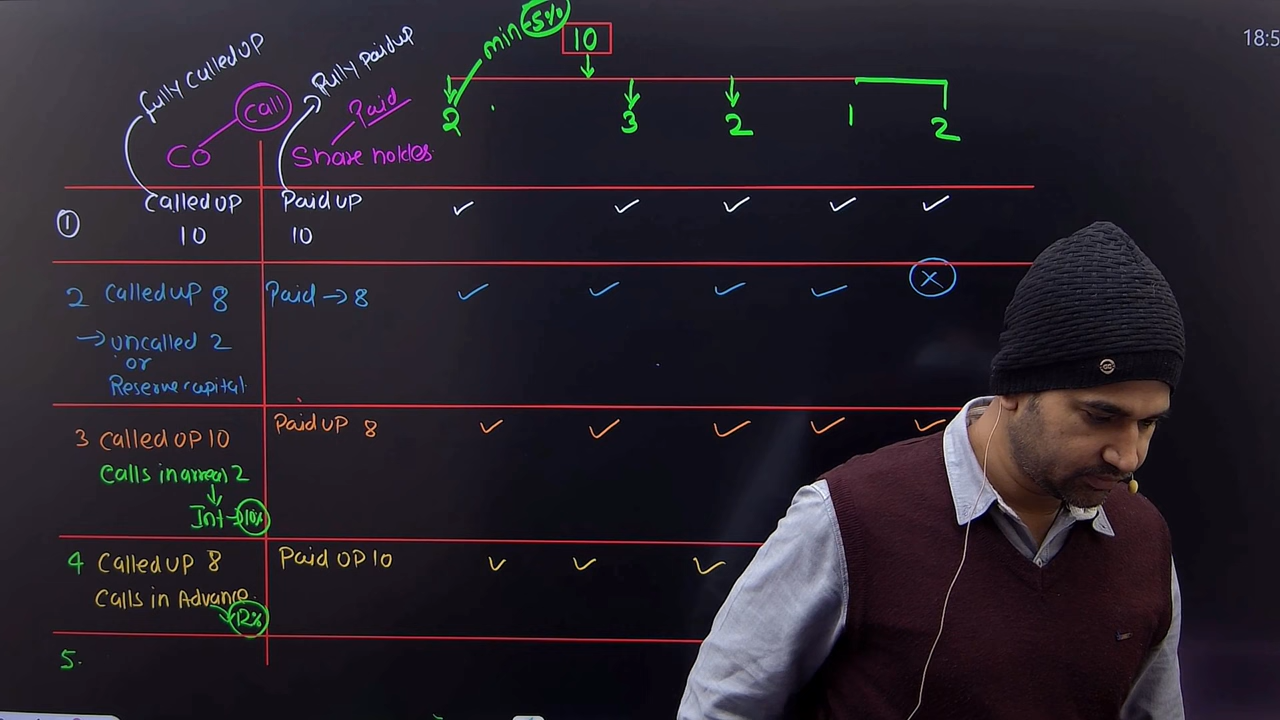 min 5%
10
18:5
fully called up
Fully paid up
call
Paid
2 3 2 1 2
CO
Share holdes
Called up
Paid up
①
10
10
2 Called up 8
Paid → 8
→ uncalled 2
or
Reserve capital
3 Called UP 10
Paid UP 8
Calls in arrear 2
Int → 10%
4 Called UP 8
Paid UP 10
Calls in Advance
12%
5.